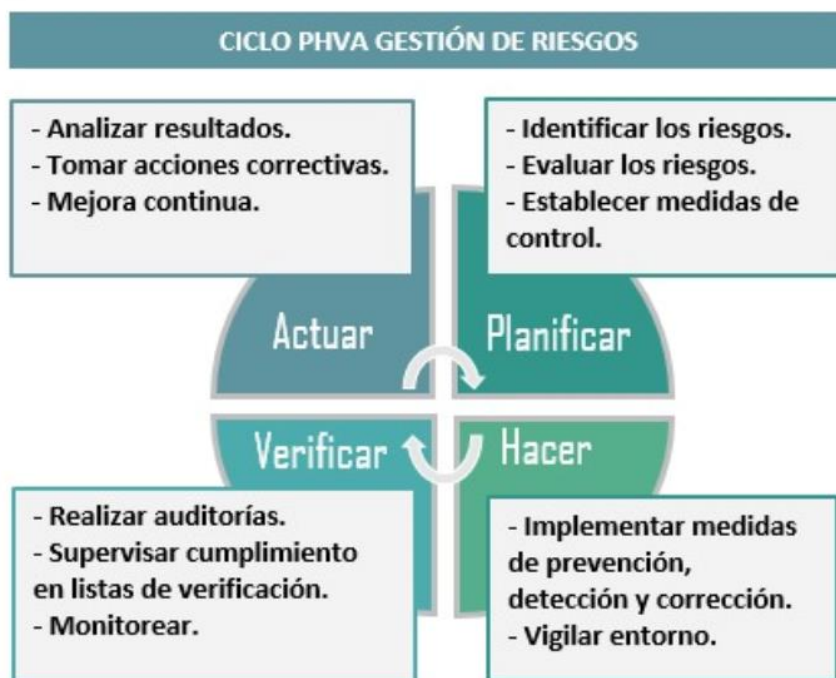 CICLO PHVA GESTIÓN DE RIESGOS
- Analizar resultados.
- Tomar acciones correctivas.
- Mejora continua.
- Identificar los riesgos.
- Evaluar los riesgos.
- Establecer medidas de
control.
Actuar
Planificar
Verificar
Hacer
- Realizar auditorías.
- Supervisar cumplimiento
en listas de verificación.
- Monitorear.
- Implementar medidas
de prevención,
detección y corrección.
- Vigilar entorno.